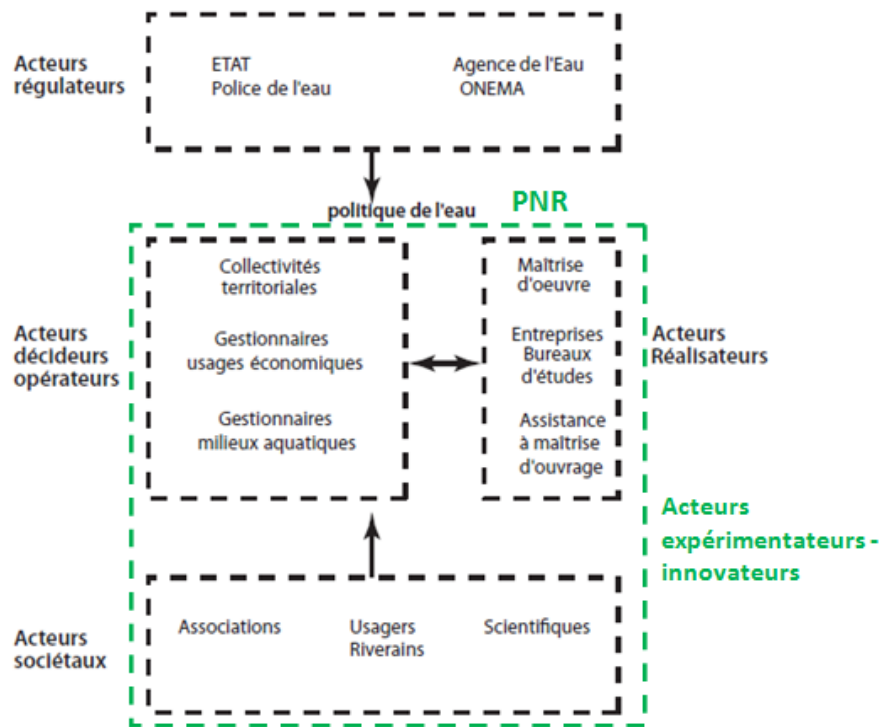 Acteurs
régulateurs
ETAT
Police de l'eau
Agence de l'Eau
ONEMA
politique de l'eau
PNR
Acteurs
décideurs
opérateurs
Collectivités
territoriales
Gestionnaires
usages économiques
Gestionnaires
milieux aquatiques
Maîtrise
d'oeuvre
Entreprises
Bureaux
d'études
Assistance
à maîtrise
d'ouvrage
Acteurs
Réalisateurs
Acteurs
expérimentateurs -
innovateurs
Acteurs
sociétaux
Associations
Usagers
Riverains
Scientifiques